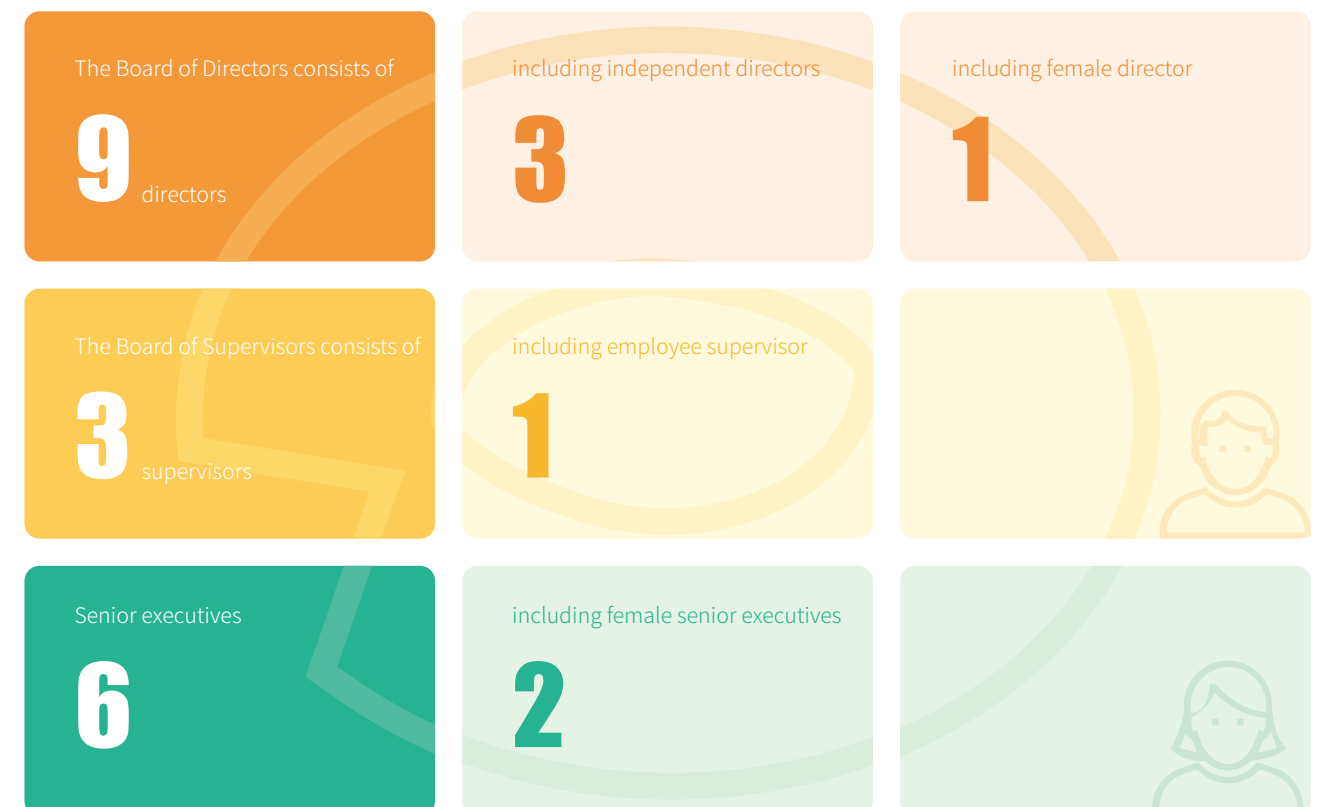 The Board of Directors consists of
9 directors
including independent directors
3
including female director
1
The Board of Supervisors consists of
3 supervisors
including employee supervisor
1
Senior executives
6
including female senior executives
2